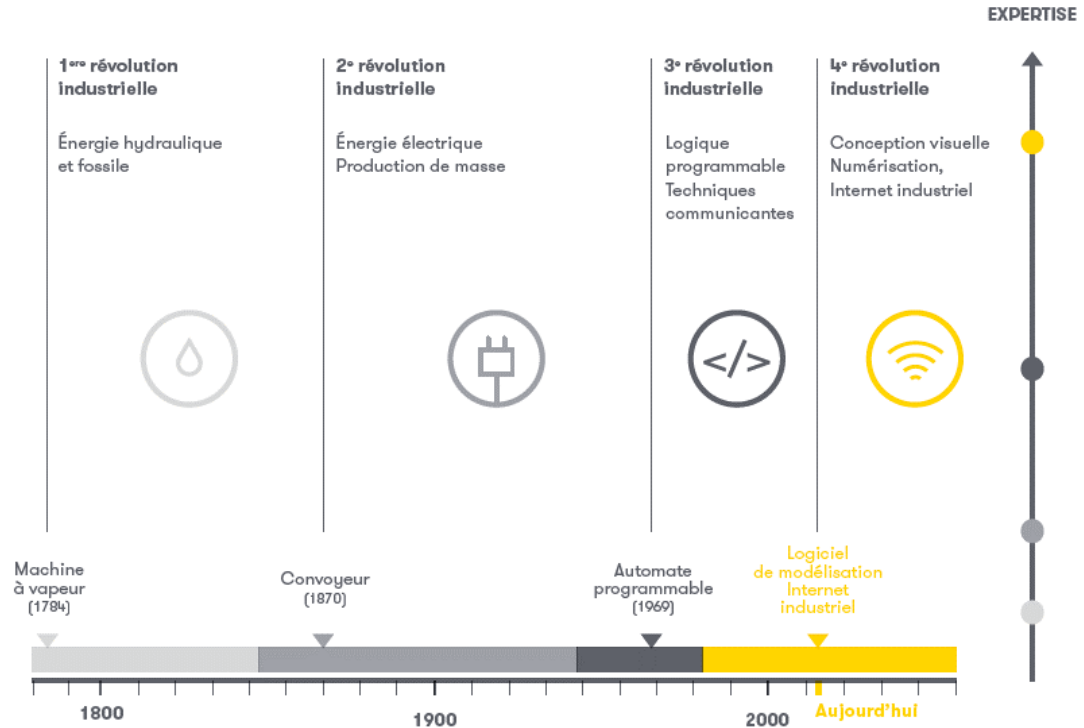 EXPERTISE
1ère révolution
industrielle
Énergie hydraulique
et fossile
2e révolution
industrielle
Énergie électrique
Production de masse
3e révolution
industrielle
Logique
programmable
Techniques
communicantes
4e révolution
industrielle
Conception visuelle
Numérisation,
Internet industriel
</>
Machine
à vapeur
(1784)
Convoyeur
(1870)
Automate
programmable
(1969)
Logiciel
de modélisation
Internet
industriel
1800
1900
2000
Aujourd'hui